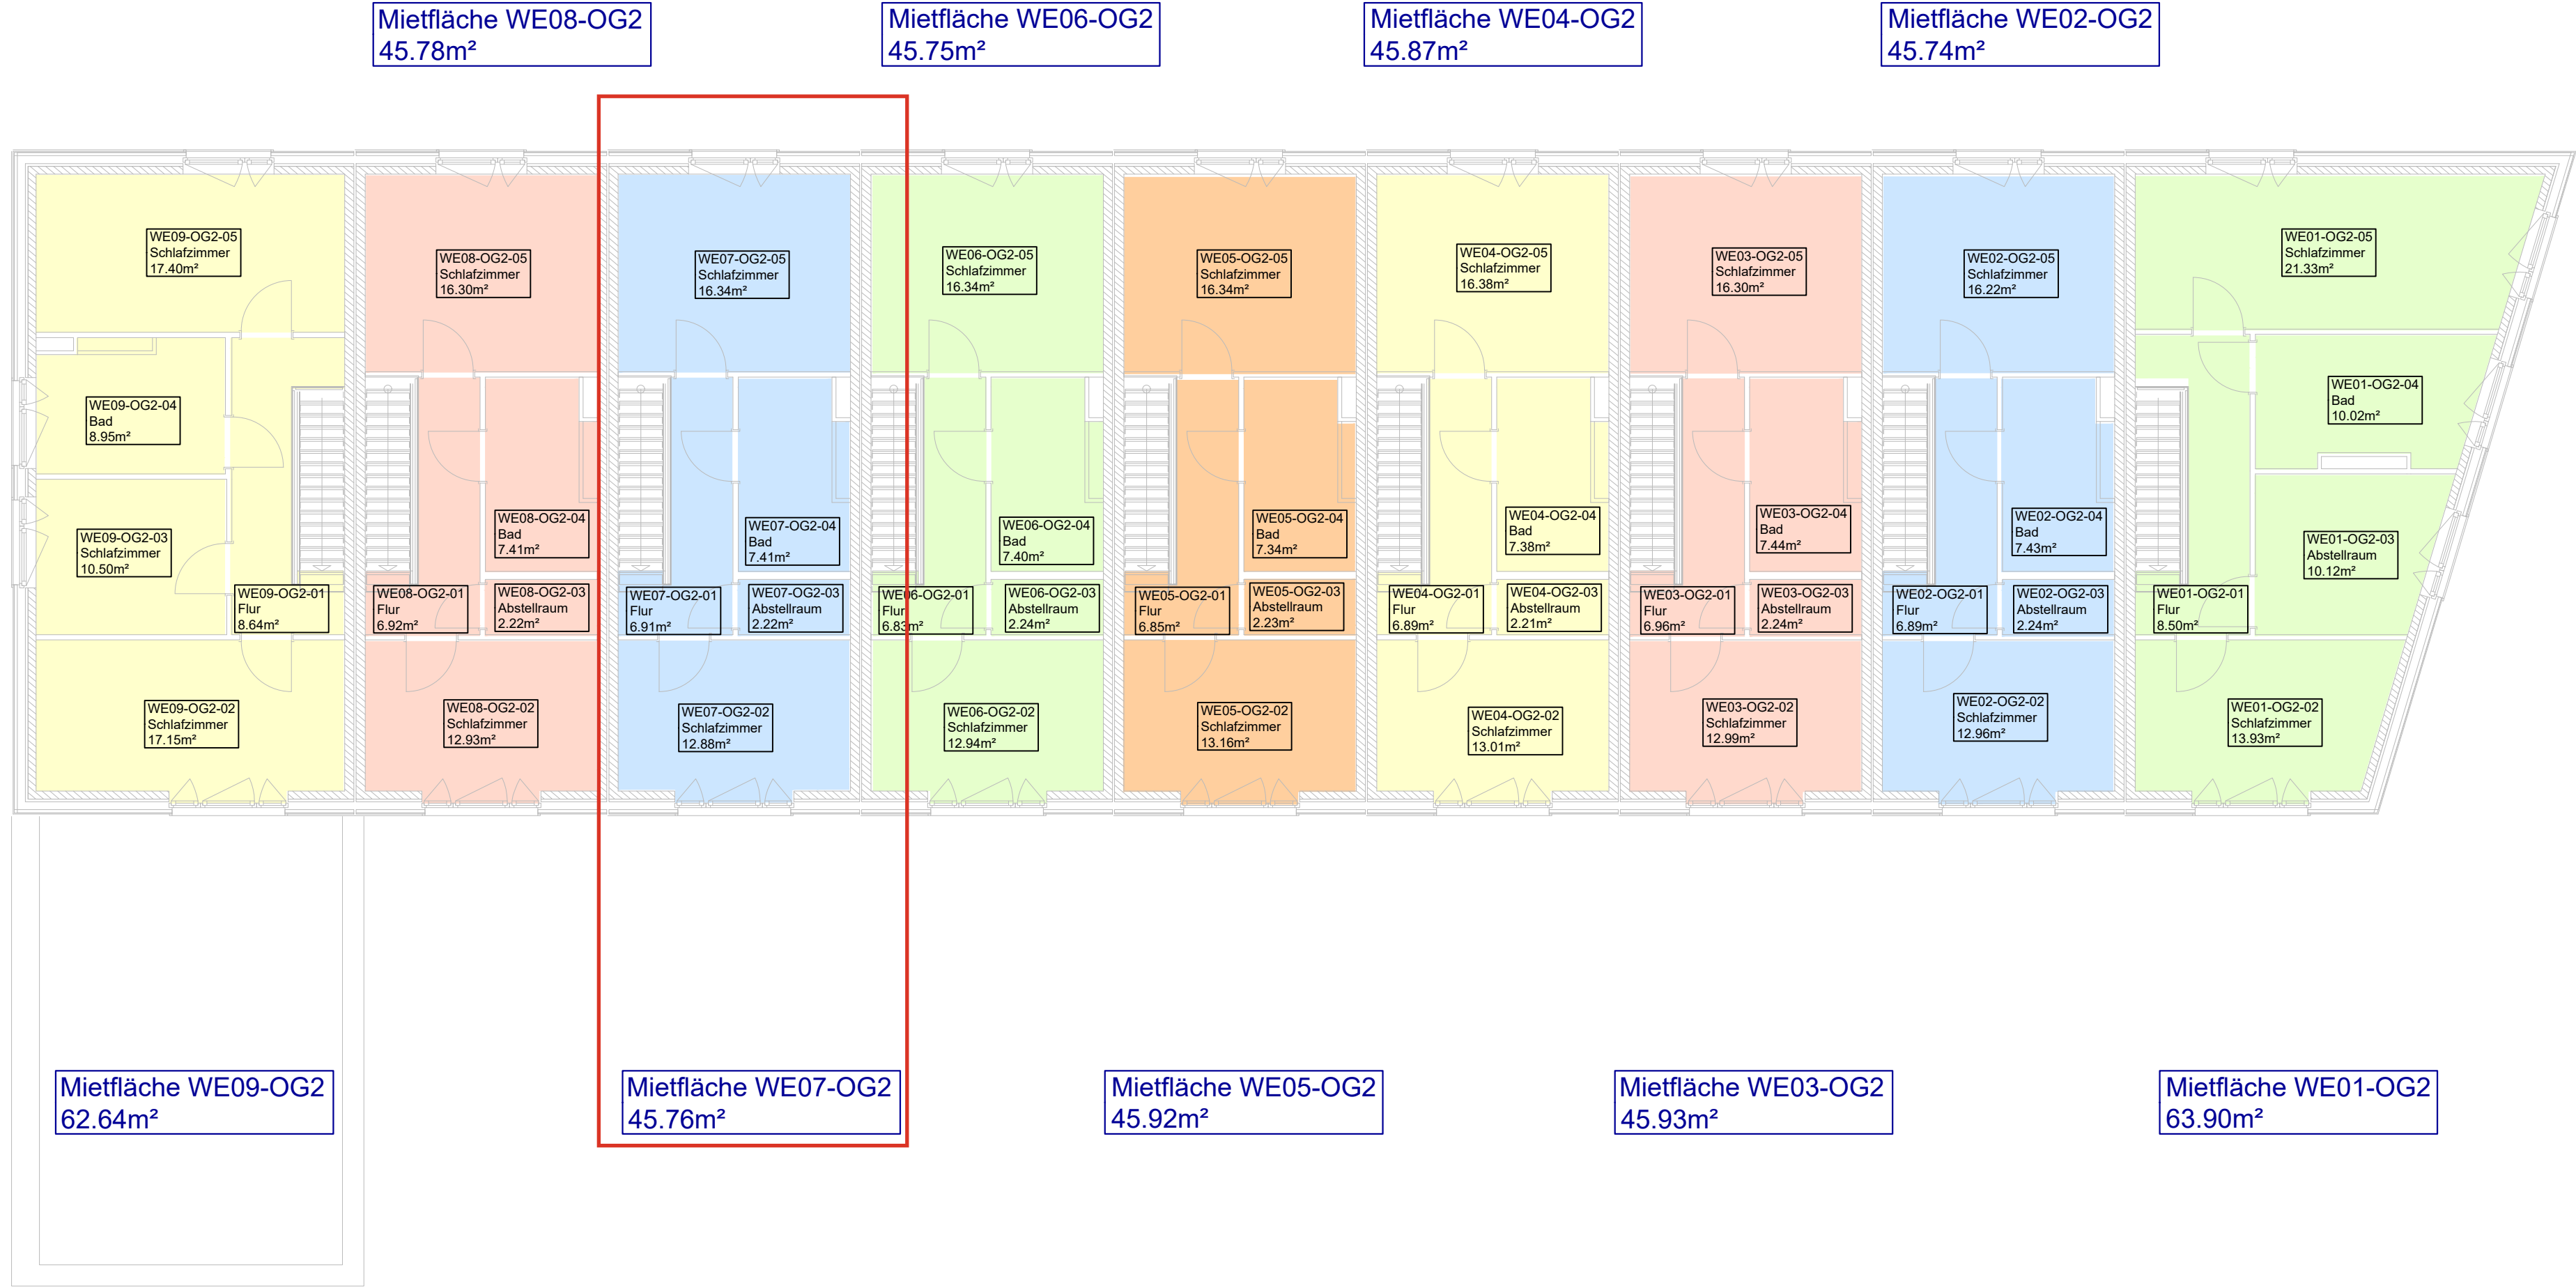 Mietfläche WE08-OG2
45.78m²
Mietfläche WE06-OG2
45.75m²
Mietfläche WE04-OG2
45.87m²
Mietfläche WE02-OG2
45.74m²
WE09-OG2-05
Schlafzimmer
17.40m²
WE08-OG2-05
Schlafzimmer
16.30m²
WE07-OG2-05
Schlafzimmer
16.34m²
WE06-OG2-05
Schlafzimmer
16.34m²
WE05-OG2-05
Schlafzimmer
16.34m²
WE04-OG2-05
Schlafzimmer
16.38m²
WE03-OG2-05
Schlafzimmer
16.30m²
WE02-OG2-05
Schlafzimmer
16.22m²
WE01-OG2-05
Schlafzimmer
21.33m²
WE09-OG2-04
Bad
8.95m²
WE01-OG2-04
Bad
10.02m²
WE09-OG2-03
Schlafzimmer
10.50m²
WE08-OG2-04
Bad
7.41m²
WE07-OG2-04
Bad
7.41m²
WE06-OG2-04
Bad
7.40m²
WE05-OG2-04
Bad
7.34m²
WE04-OG2-04
Bad
7.38m²
WE03-OG2-04
Bad
7.44m²
WE02-OG2-04
Bad
7.43m²
WE01-OG2-03
Abstellraum
10.12m²
WE09-OG2-01
Flur
8.64m²
WE08-OG2-01
Flur
6.92m²
WE08-OG2-03
Abstellraum
2.22m²
WE07-OG2-01
Flur
6.91m²
WE07-OG2-03
Abstellraum
2.22m²
WE06-OG2-01
Flur
6.83m²
WE06-OG2-03
Abstellraum
2.24m²
WE05-OG2-01
Flur
6.85m²
WE05-OG2-03
Abstellraum
2.23m²
WE04-OG2-01
Flur
6.89m²
WE04-OG2-03
Abstellraum
2.21m²
WE03-OG2-01
Flur
6.96m²
WE03-OG2-03
Abstellraum
2.24m²
WE02-OG2-01
Flur
6.89m²
WE02-OG2-03
Abstellraum
2.24m²
WE01-OG2-01
Flur
8.50m²
WE09-OG2-02
Schlafzimmer
17.15m²
WE08-OG2-02
Schlafzimmer
12.93m²
WE07-OG2-02
Schlafzimmer
12.88m²
WE06-OG2-02
Schlafzimmer
12.94m²
WE05-OG2-02
Schlafzimmer
13.16m²
WE04-OG2-02
Schlafzimmer
13.01m²
WE03-OG2-02
Schlafzimmer
12.99m²
WE02-OG2-02
Schlafzimmer
12.96m²
WE01-OG2-02
Schlafzimmer
13.93m²
Mietfläche WE09-OG2
62.64m²
Mietfläche WE07-OG2
45.76m²
Mietfläche WE05-OG2
45.92m²
Mietfläche WE03-OG2
45.93m²
Mietfläche WE01-OG2
63.90m²